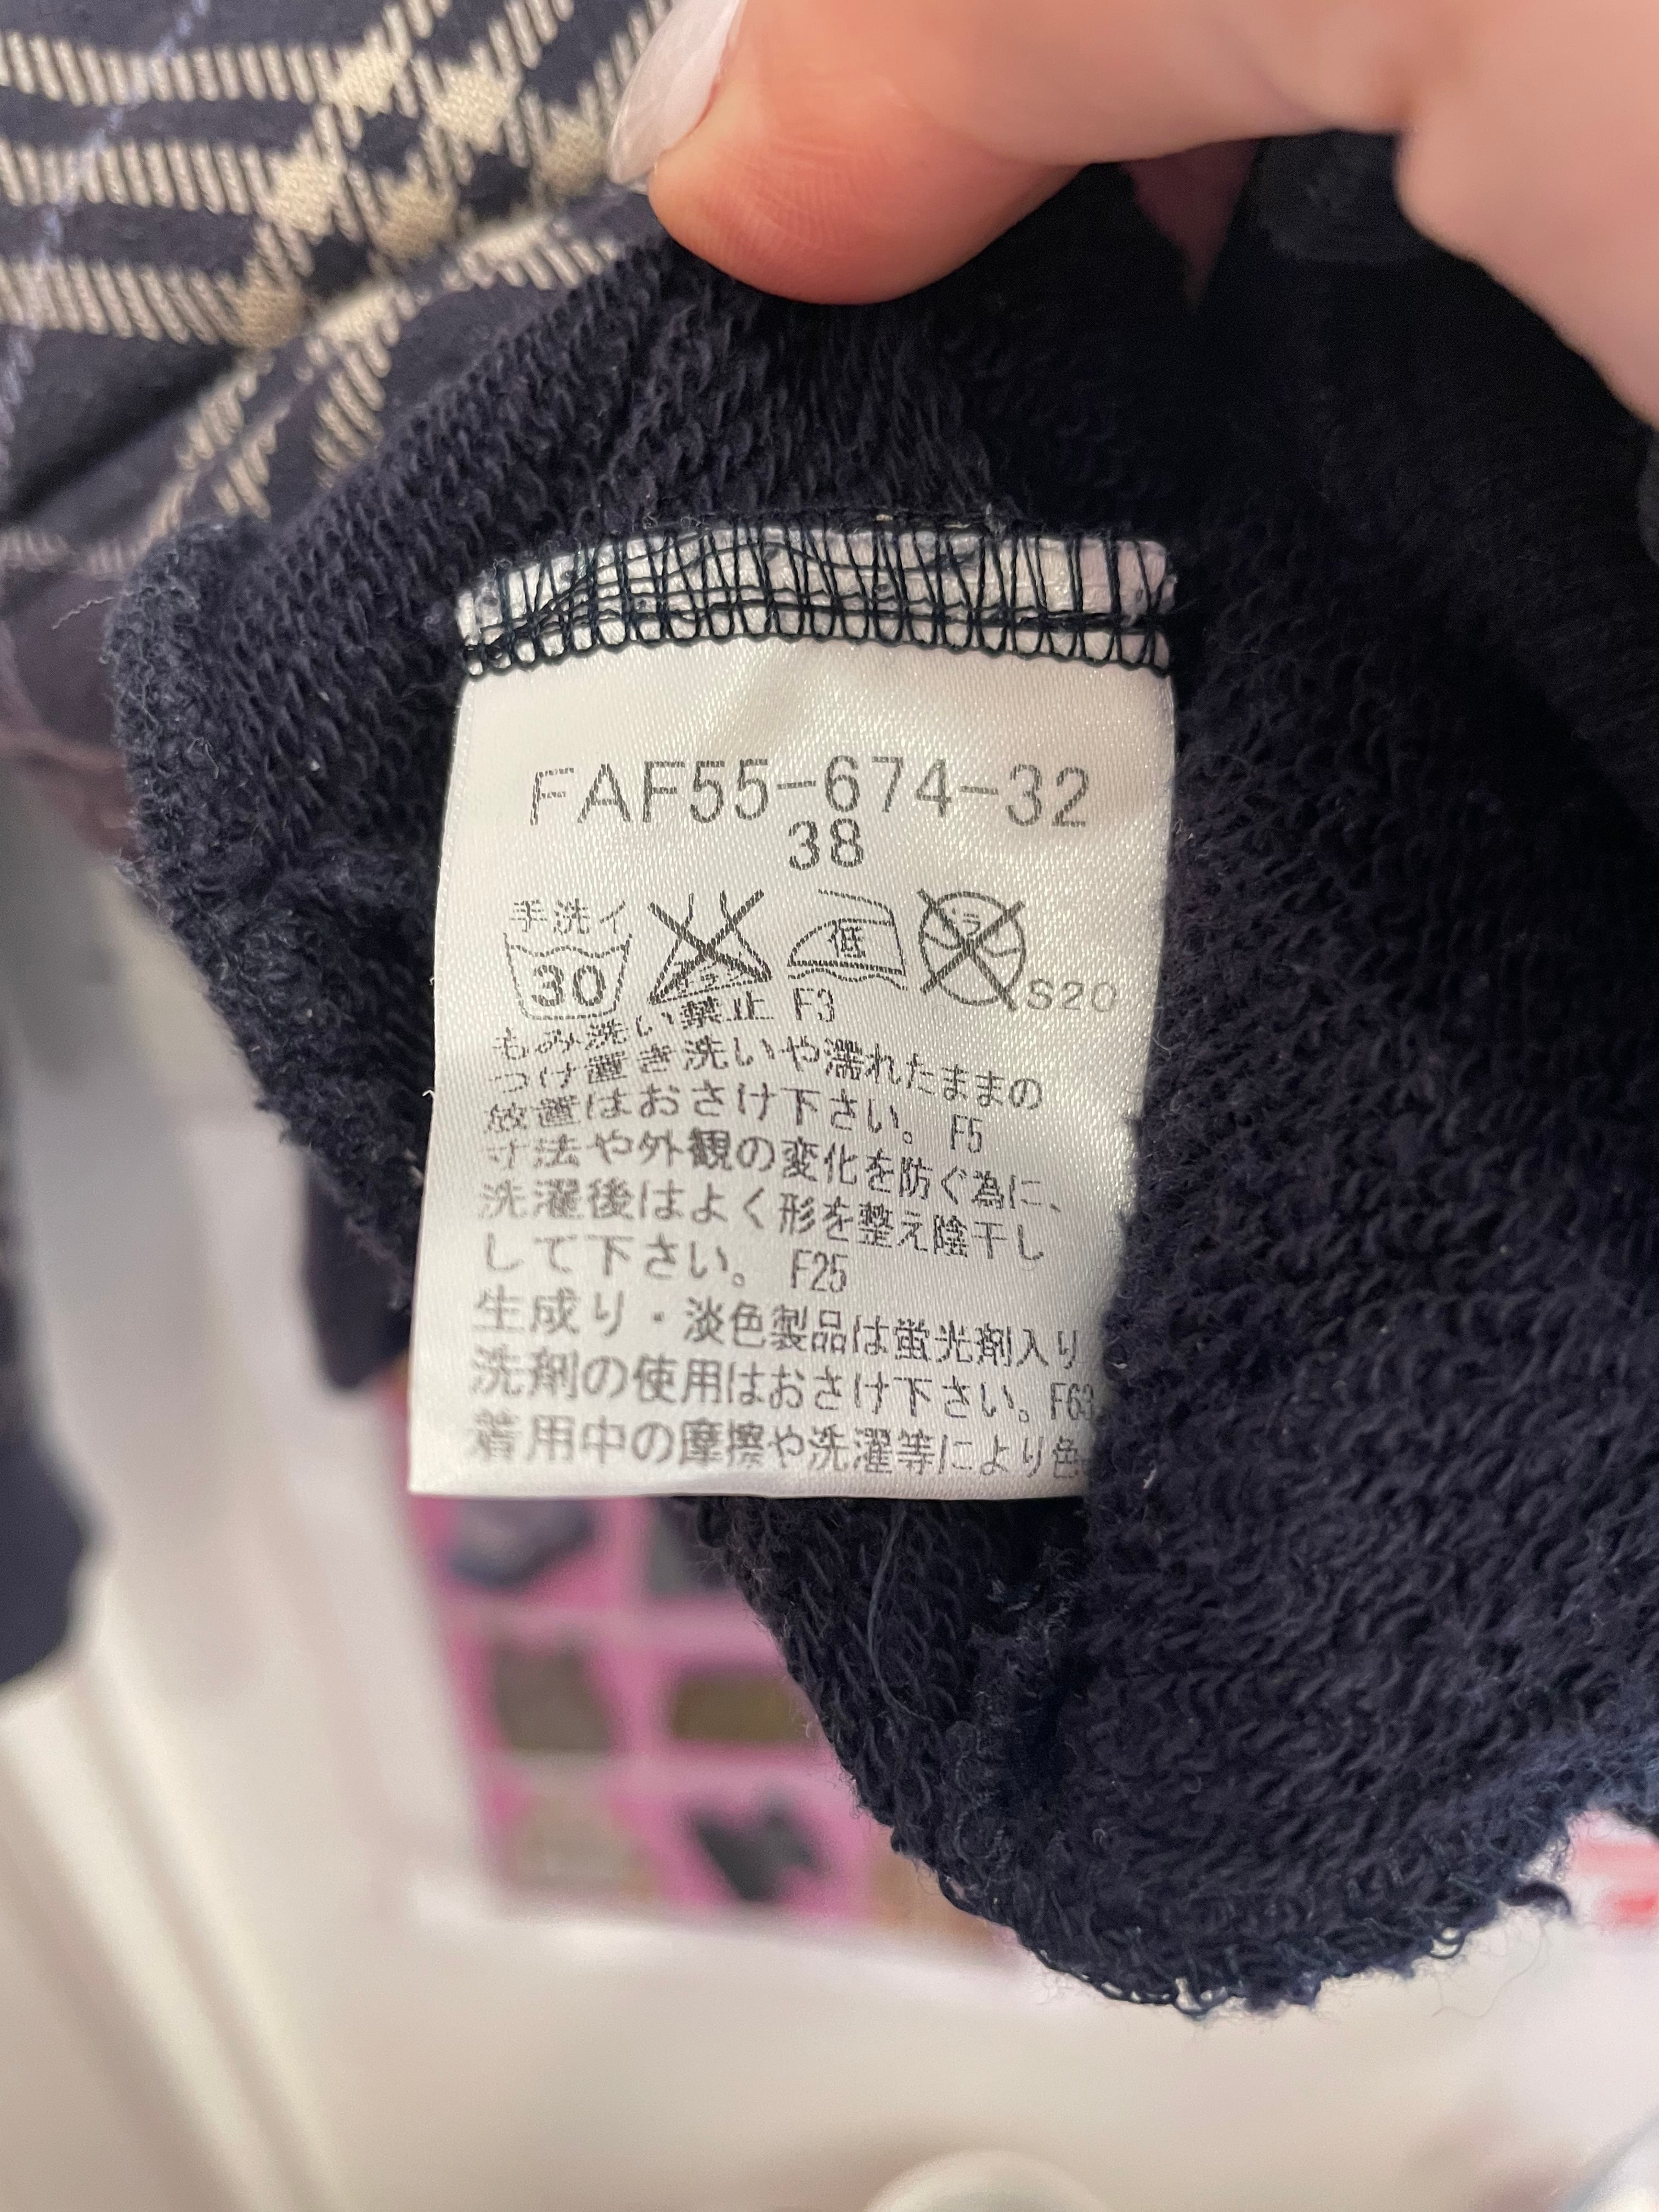 FAF55-674-32
38
手洗イ
30
低
S20
もみ洗い禁止 F3
つけ置き洗いや濡れたままの
放置はおさけ下さい。 F5
寸法や外観の変化を防ぐ為に、
洗濯後はよく形を整え陰干し
して下さい。 F25
生成り・淡色製品は蛍光剤入り
洗剤の使用はおさけ下さい。F63
着用中の摩擦や洗濯等により色